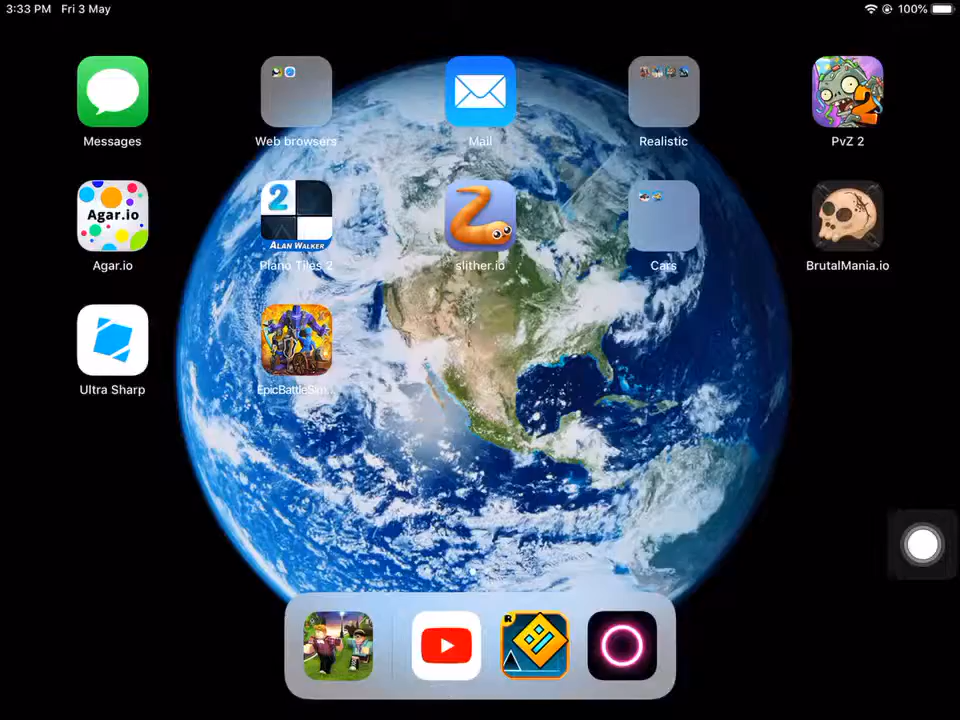 3:33 PM Fri 3 May 100%
Messages
Web browsers
Mail
Realistic
PvZ 2
2
Agar.io
2
ALAN WALKER
Agar.io
Piano Tiles 2
slither.io
Cars
BrutalMania.io
Ultra Sharp
EpicBattleSim...
R